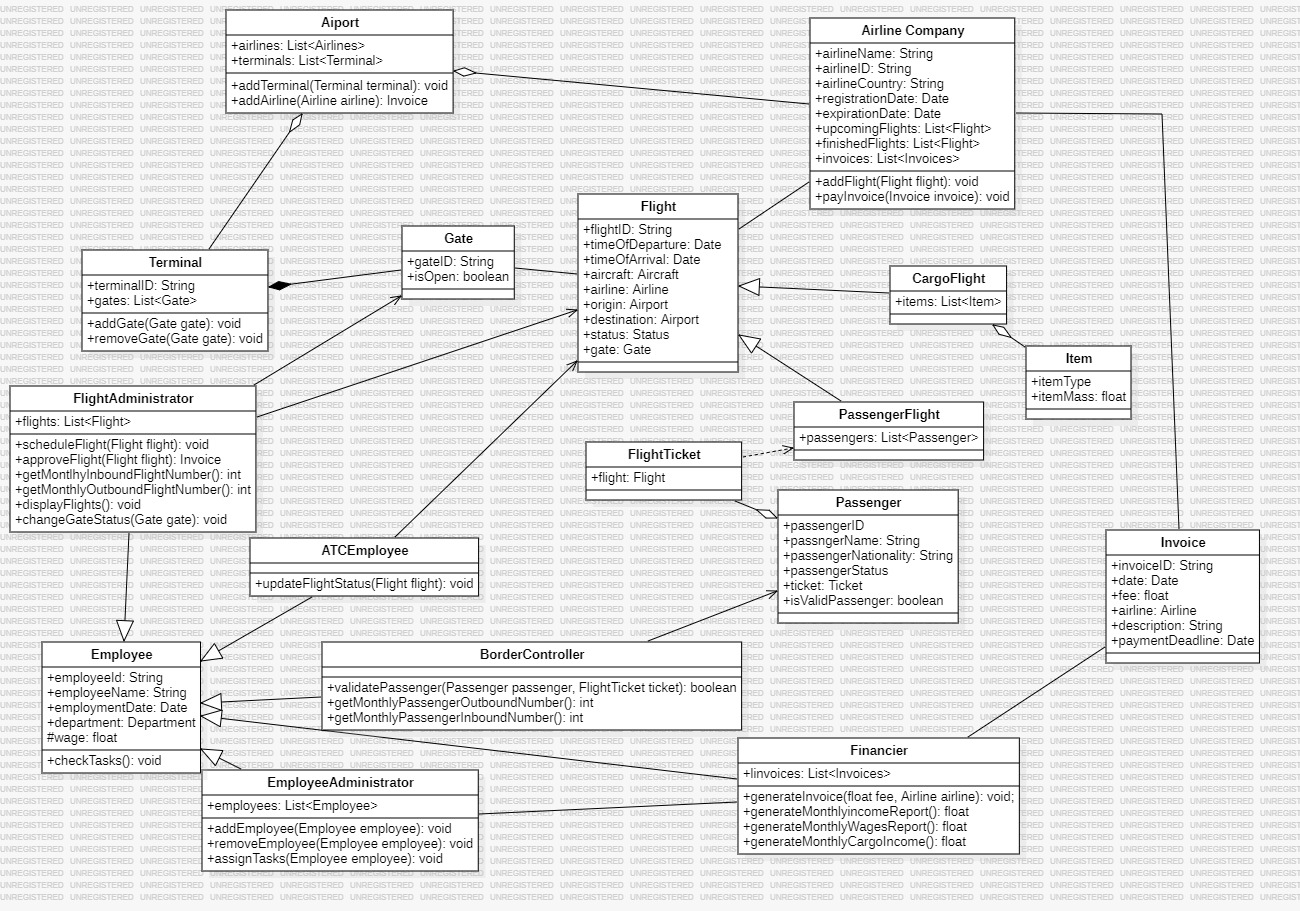 Aiport
+airlines: List<Airlines>
+terminals: List<Terminal>
+addTerminal(Terminal terminal): void
+addAirline(Airline airline): Invoice
Airline Company
+airlineName: String
+airlineID: String
+airlineCountry: String
+registrationDate: Date
+expirationDate: Date
+upcomingFlights: List<Flight>
+finishedFlights: List<Flight>
+invoices: List<Invoices>
+addFlight(Flight flight): void
+payInvoice(Invoice invoice): void
Flight
+flightID: String
+timeOfDeparture: Date
+timeOfArrival: Date
+aircraft: Aircraft
+airline: Airline
+origin: Airport
+destination: Airport
+status: Status
+gate: Gate
Gate
+gateID: String
+isOpen: boolean
Terminal
+terminalID: String
+gates: List<Gate>
+addGate(Gate gate): void
+removeGate(Gate gate): void
CargoFlight
+items: List<Item>
Item
+itemType
+itemMass: float
FlightAdministrator
+flights: List<Flight>
+scheduleFlight(Flight flight): void
+approveFlight(Flight flight): Invoice
+getMontlhyInboundFlightNumber(): int
+getMonthlyOutboundFlightNumber(): int
+displayFlights(): void
+changeGateStatus(Gate gate): void
PassengerFlight
+passengers: List<Passenger>
FlightTicket
+flight: Flight
Passenger
+passengerID
+passngerName: String
+passengerNationality: String
+passengerStatus
+ticket: Ticket
+isValidPassenger: boolean
ATCEmployee
+updateFlightStatus(Flight flight): void
Invoice
+invoiceID: String
+date: Date
+fee: float
+airline: Airline
+description: String
+paymentDeadline: Date
Employee
+employeeId: String
+employeeName: String
+employmentDate: Date
+department: Department
#wage: float
+checkTasks(): void
BorderController
+validatePassenger(Passenger passenger, FlightTicket ticket): boolean
+getMonthlyPassengerOutboundNumber(): int
+getMonthlyPassengerInboundNumber(): int
Financier
+Iinvoices: List<Invoices>
+generateInvoice(float fee, Airline airline): void;
+generateMonthlyincomeReport(): float
+generateMonthlyWagesReport(): float
+generateMonthlyCargoIncome(): float
EmployeeAdministrator
+employees: List<Employee>
+addEmployee(Employee employee): void
+removeEmployee(Employee employee): void
+assignTasks(Employee employee): void
UNREGISTERED